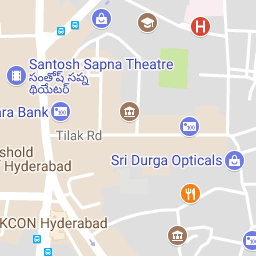 H
Santosh Sapna Theatre
సంతోష్ సప్న
థియేటర్
ara Bank
Tilak Rd
shold
Hyderabad
Sri Durga Opticals
KCON Hyderabad